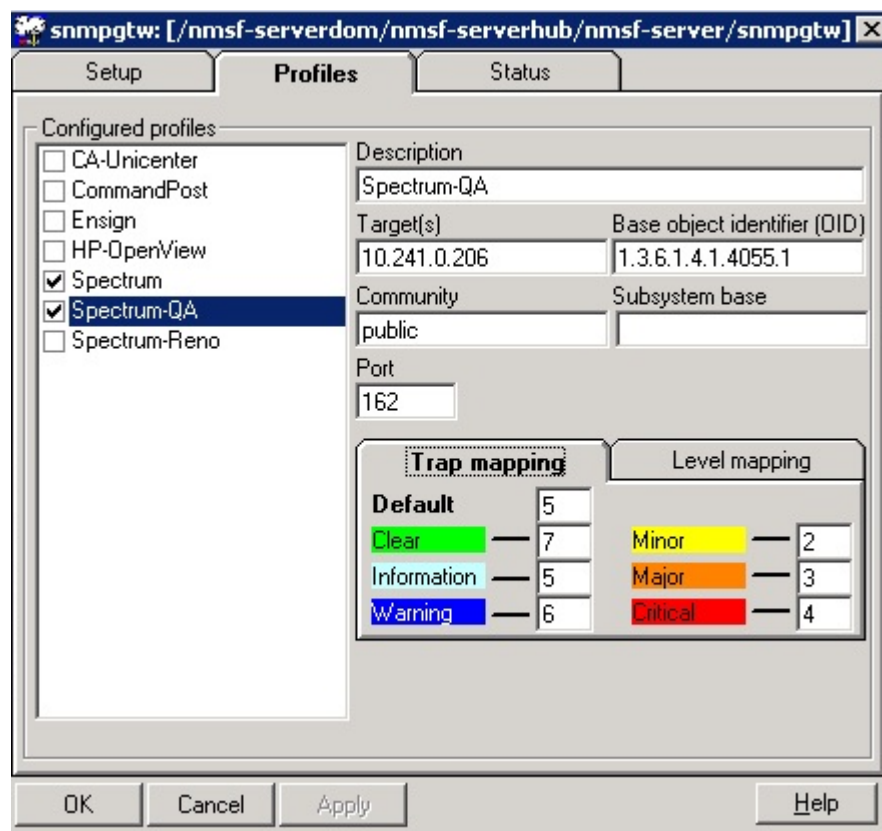 snmpgtw: [/nmsf-serverdom/nmsf-serverhub/nmsf-server/snmpgtw]
Setup Profiles Status
Configured profiles
CA-Unicenter
CommandPost
Ensign
HP-OpenView
Spectrum
Spectrum-QA
Spectrum-Reno
Description
Spectrum-QA
Target(s) Base object identifier (OID)
10.241.0.206 1.3.6.1.4.1.4055.1
Community Subsystem base
public
Port
162
Trap mapping Level mapping
Default 5
Clear 7 Minor 2
Information 5 Major 3
Warning 6 Critical 4
OK Cancel Apply Help